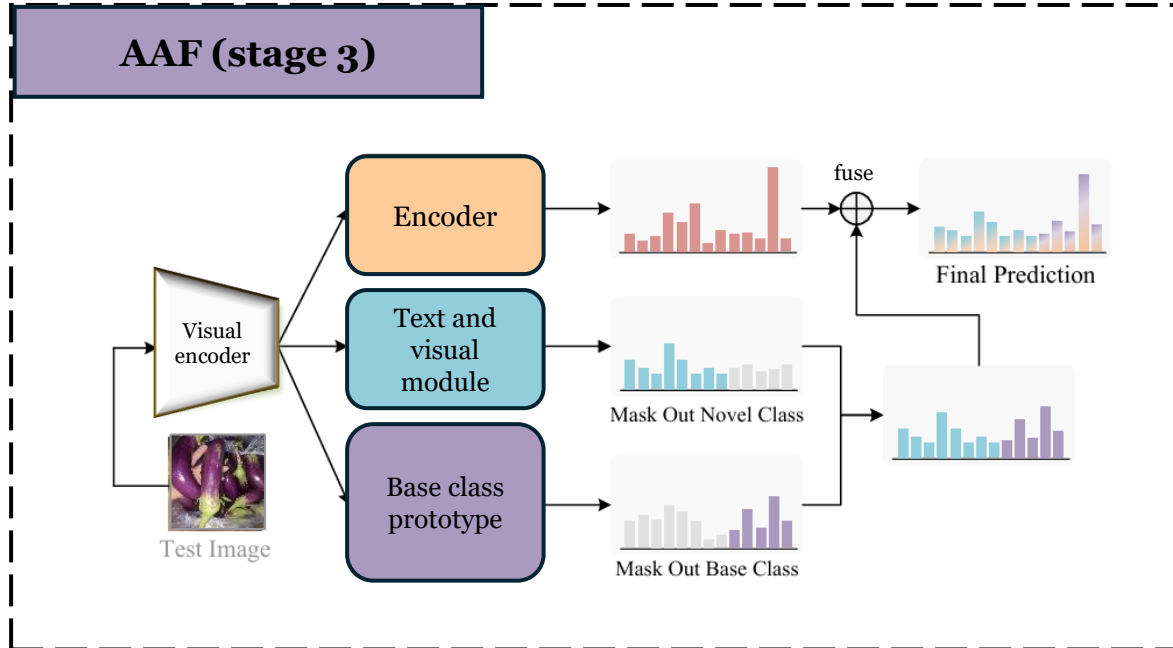 AAF (stage 3)
fuse
Encoder
Final Prediction
Visual
encoder
Text and
visual
module
Mask Out Novel Class
Base class
prototype
Test Image
Mask Out Base Class